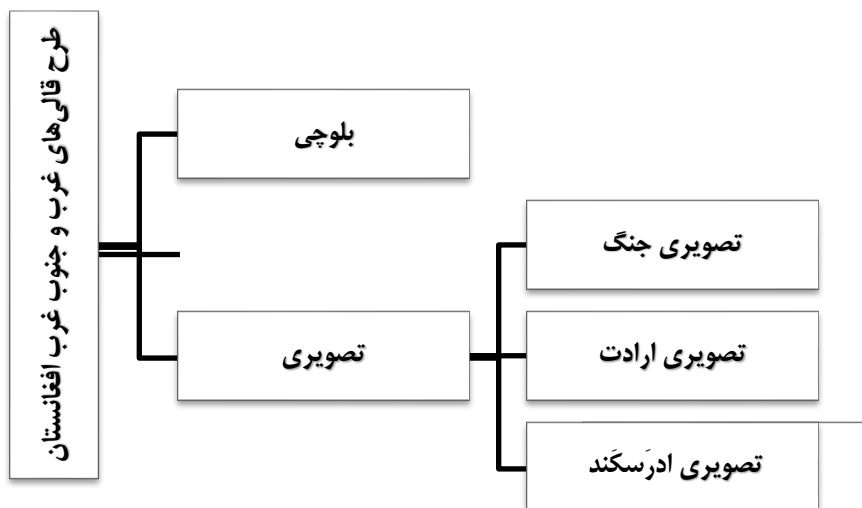 طرح قالی‌های غرب و جنوب غرب افغانستان
بلوچی
تصویری
تصویری جنگ
تصویری ارادت
تصویری ادرَسکَند